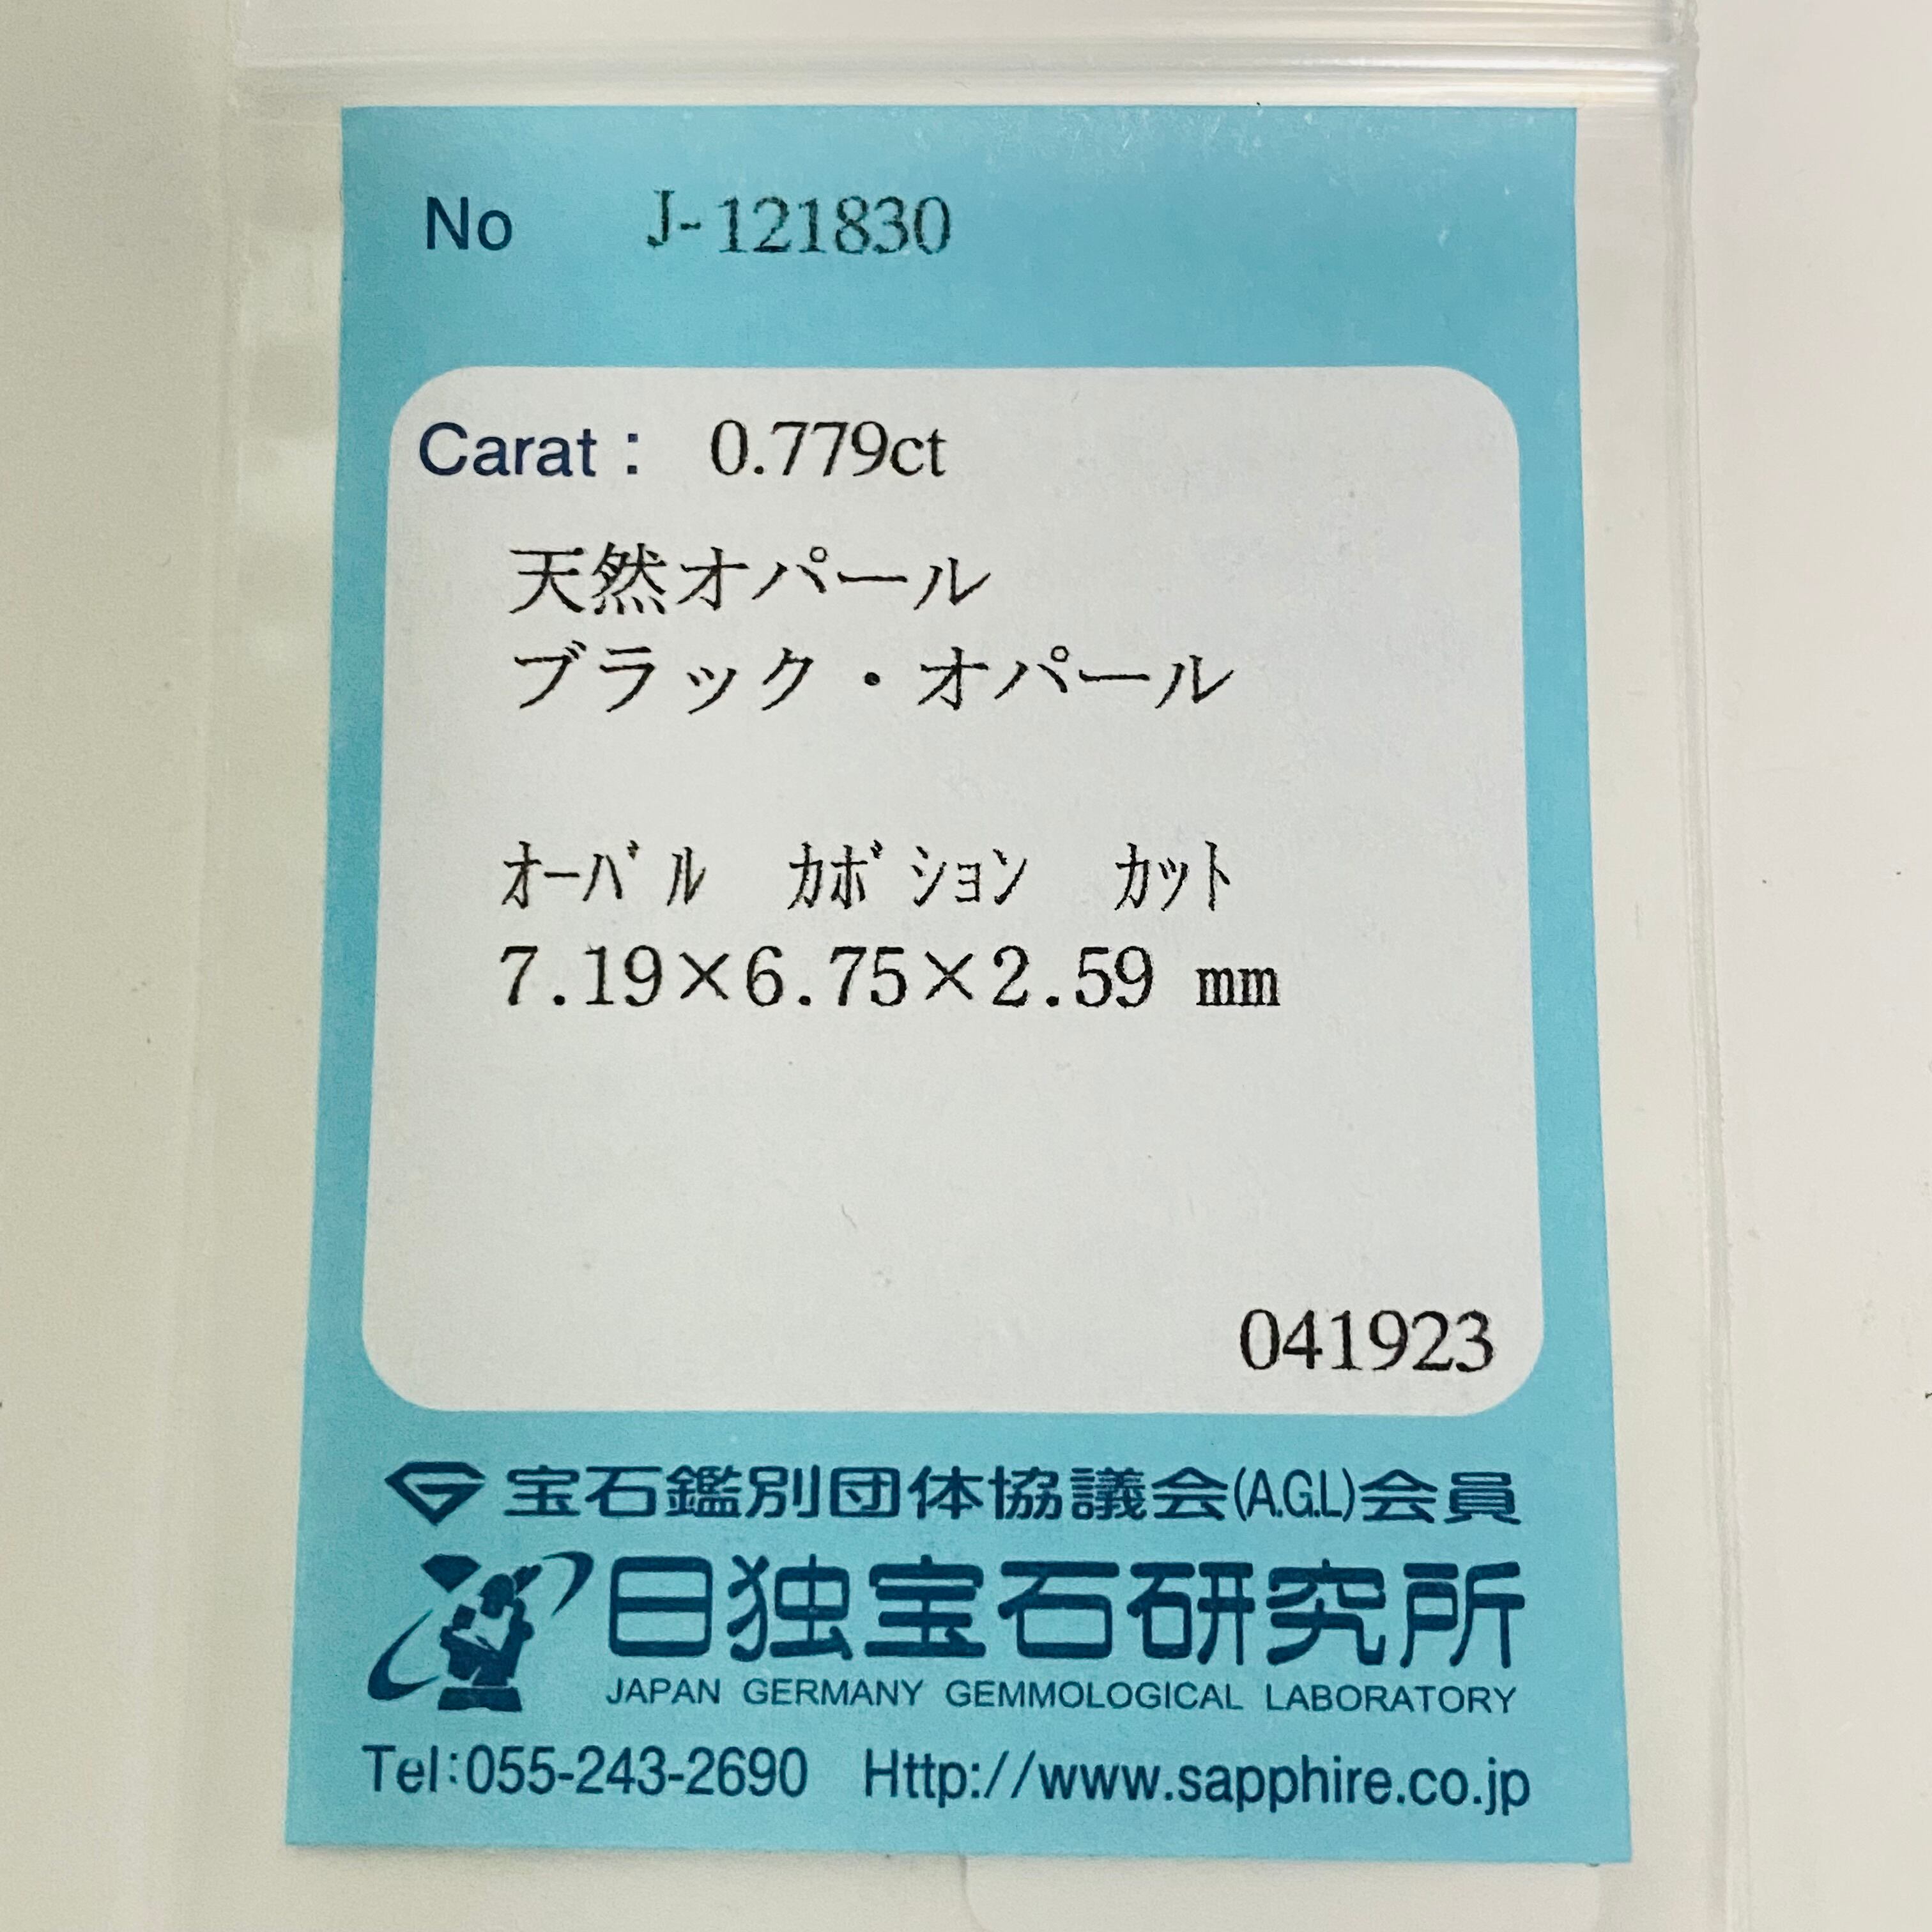 No J-121830
Carat： 0.779ct
天然オパール
ブラック・オパール
ｵｰﾊﾞﾙ ｶﾎﾞｼｮﾝ ｶｯﾄ
7.19×6.75×2.59 mm
041923
宝石鑑別団体協議会(A.G.L)会員
日独宝石研究所
JAPAN GERMANY GEMMOLOGICAL LABORATORY
Tel:055-243-2690 Http://www.sapphire.co.jp